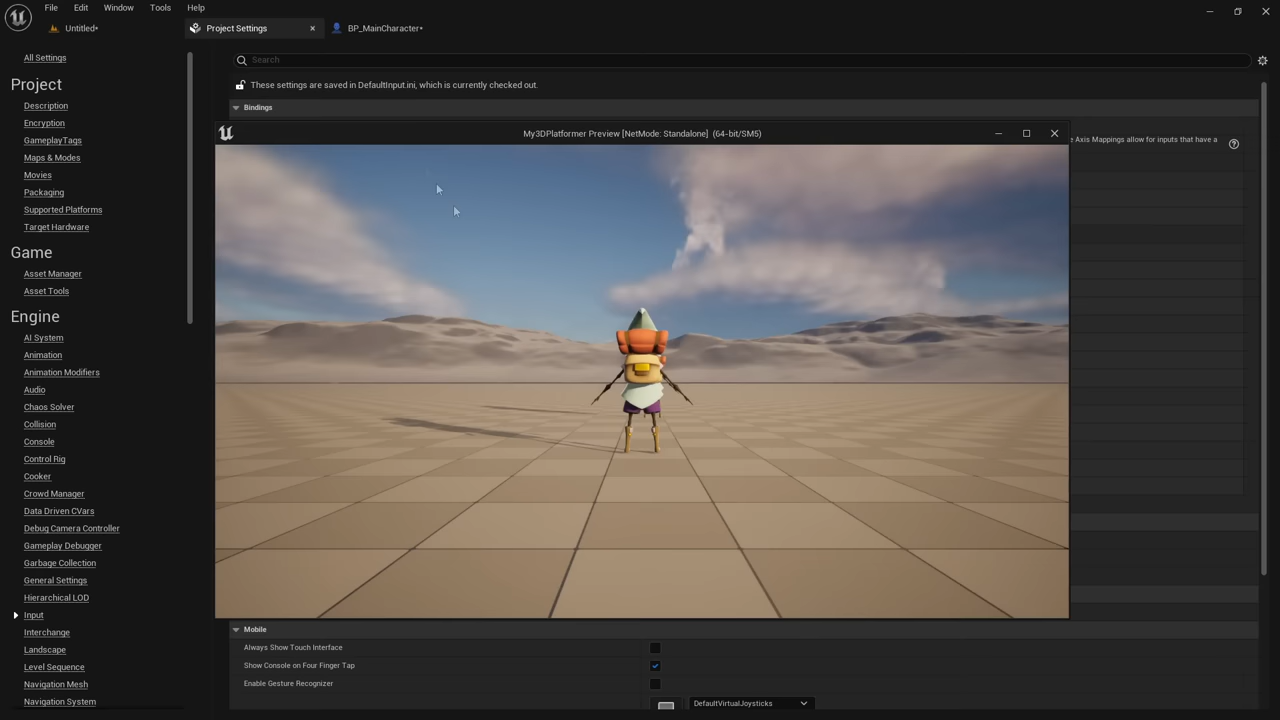 File Edit Window Tools Help
Untitled*
Project Settings
BP_MainCharacter*
All Settings
Project
Description
Encryption
GameplayTags
Maps & Modes
Movies
Packaging
Supported Platforms
Target Hardware
Game
Asset Manager
Asset Tools
Engine
AI System
Animation
Animation Modifiers
Audio
Chaos Solver
Collision
Console
Control Rig
Cooker
Crowd Manager
Data Driven CVars
Debug Camera Controller
Gameplay Debugger
Garbage Collection
General Settings
Hierarchical LOD
Input
Interchange
Landscape
Level Sequence
Navigation Mesh
Navigation System
Search
These settings are saved in DefaultInput.ini, which is currently checked out.
Bindings
My3DPlatformer Preview [NetMode: Standalone] (64-bit/SM5)
Axis Mappings allow for inputs that have a
Mobile
Always Show Touch Interface
Show Console on Four Finger Tap
Enable Gesture Recognizer
DefaultVirtualJoysticks